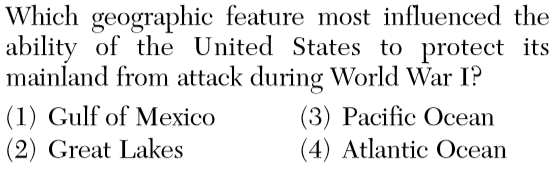 Which geographic feature most influenced the
ability of the United States to protect its
mainland from attack during World War I?
(1) Gulf of Mexico (3) Pacific Ocean
(2) Great Lakes (4) Atlantic Ocean